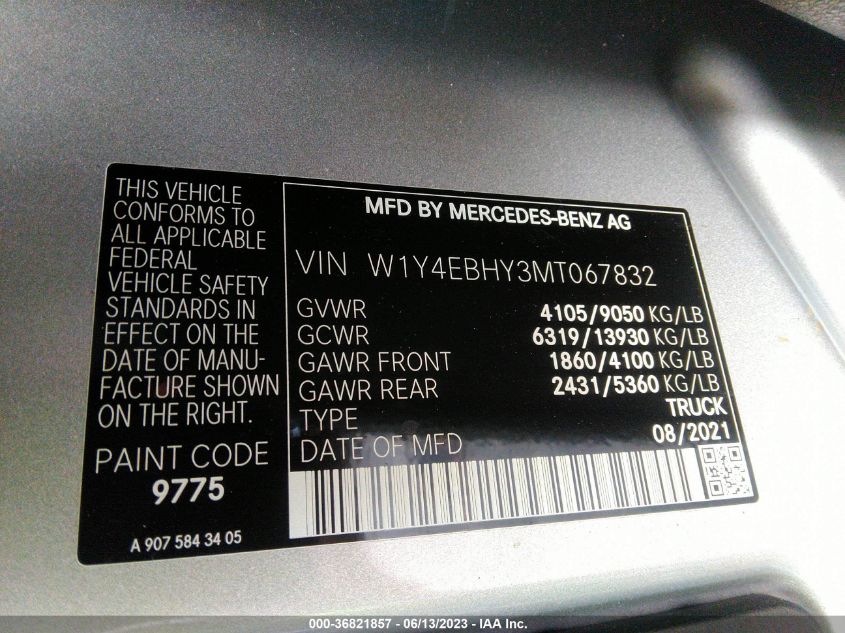 THIS VEHICLE
CONFORMS TO
ALL APPLICABLE
FEDERAL
VEHICLE SAFETY
STANDARDS IN
EFFECT ON THE
DATE OF MANU-
FACTURE SHOWN
ON THE RIGHT.
PAINT CODE
9775
A 907 584 34 05
MFD BY MERCEDES-BENZ AG
VIN W1Y4EBHY3MT067832
GVWR 4105/9050 KG/LB
GCWR 6319/13930 KG/LB
GAWR FRONT 1860/4100 KG/LB
GAWR REAR 2431/5360 KG/LB
TYPE TRUCK
DATE OF MFD 08/2021
000-36821857 - 06/13/2023 - IAA Inc.